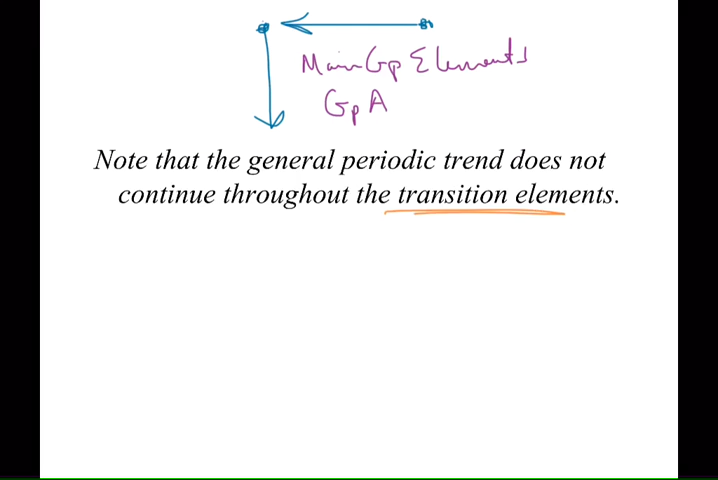 Main Gp Elements
Gp A
Note that the general periodic trend does not
continue throughout the transition elements.